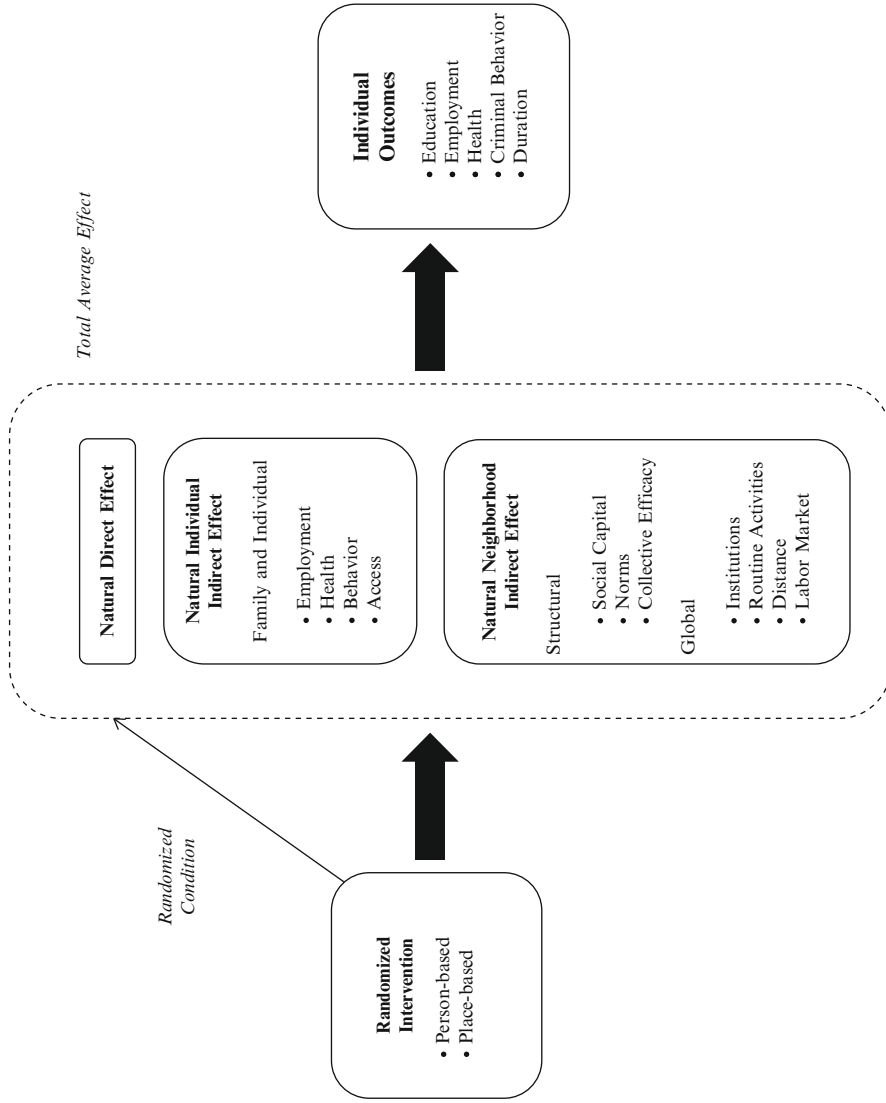 Randomized
Condition
Total Average Effect
Randomized
Intervention
• Person-based
• Place-based
Natural Direct Effect
Natural Individual
Indirect Effect
Family and Individual
• Employment
• Health
• Behavior
• Access
Natural Neighborhood
Indirect Effect
Structural
• Social Capital
• Norms
• Collective Efficacy
Global
• Institutions
• Routine Activities
• Distance
• Labor Market
Individual
Outcomes
• Education
• Employment
• Health
• Criminal Behavior
• Duration